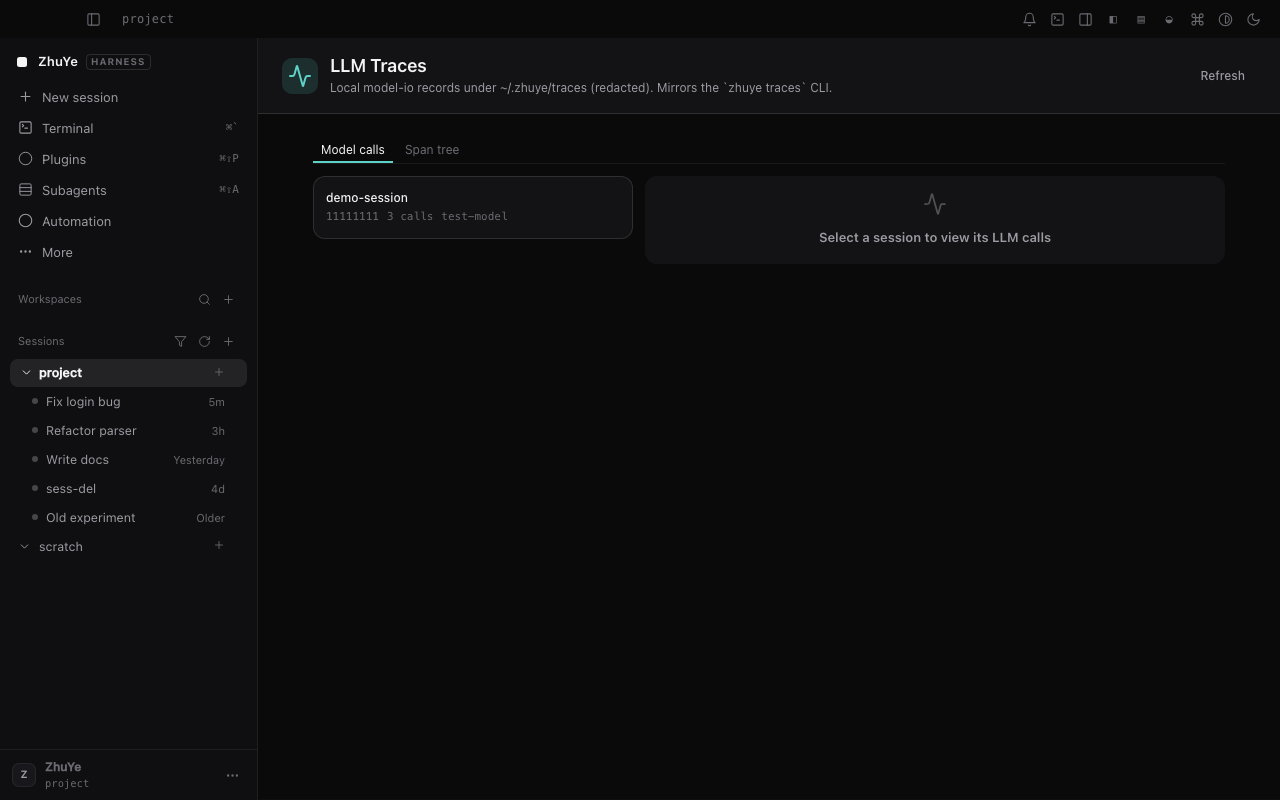 project
ZhuYe HARNESS
New session
Terminal ⌘`
Plugins ⌘⇧P
Subagents ⌘⇧A
Automation
More
Workspaces
Sessions
project
Fix login bug 5m
Refactor parser 3h
Write docs Yesterday
sess-del 4d
Old experiment Older
scratch
Z
ZhuYe
project
LLM Traces
Local model-io records under ~/.zhuye/traces (redacted). Mirrors the `zhuye traces` CLI.
Refresh
Model calls Span tree
demo-session
11111111 3 calls test-model
Select a session to view its LLM calls